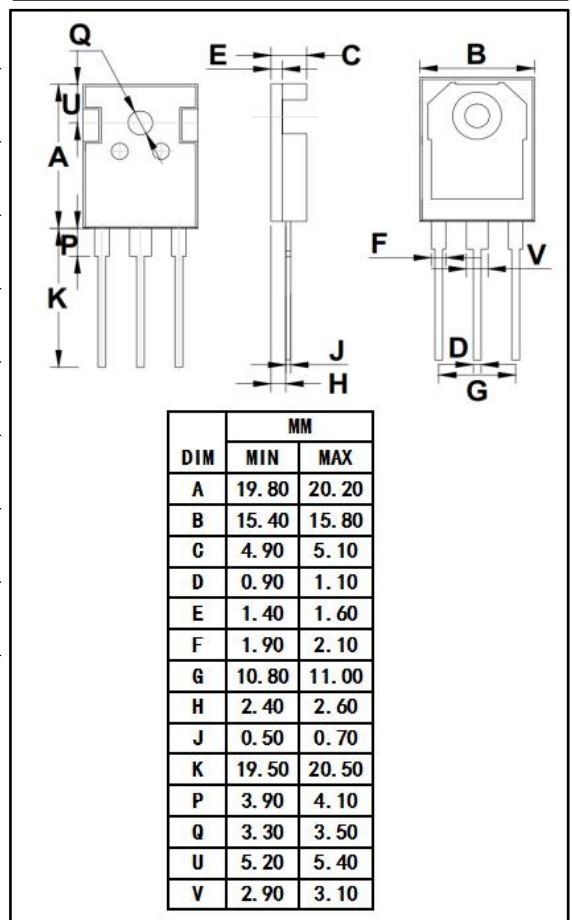 Q
E C
B
U
A
P
K
F V
J
H
D
G
MM
DIM MIN MAX
A 19.80 20.20
B 15.40 15.80
C 4.90 5.10
D 0.90 1.10
E 1.40 1.60
F 1.90 2.10
G 10.80 11.00
H 2.40 2.60
J 0.50 0.70
K 19.50 20.50
P 3.90 4.10
Q 3.30 3.50
U 5.20 5.40
V 2.90 3.10